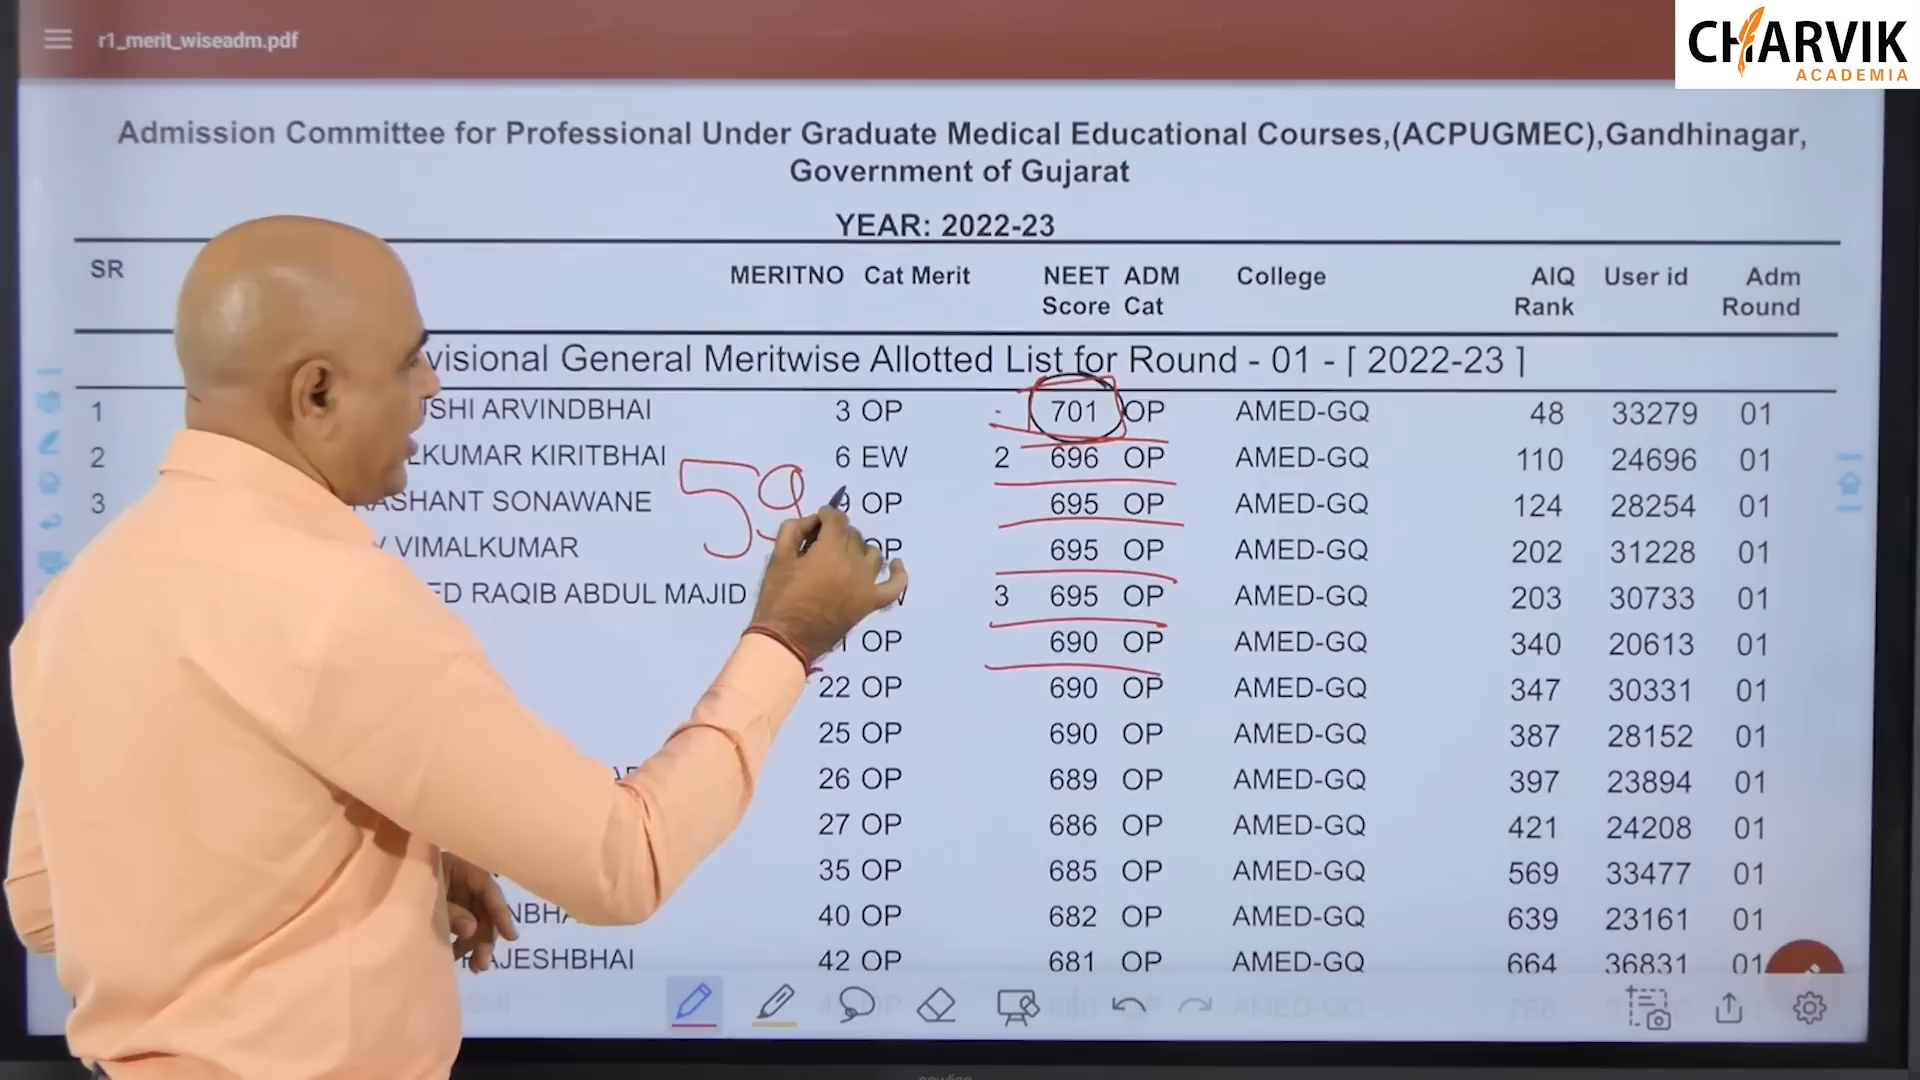 r1_merit_wiseadm.pdf
CHARVIK
ACADEMIA
Admission Committee for Professional Under Graduate Medical Educational Courses,(ACPUGMEC),Gandhinagar,
Government of Gujarat
YEAR: 2022-23
SR MERITNO Cat Merit NEET Score ADM Cat College AIQ Rank User id Adm Round
visional General Meritwise Allotted List for Round - 01 - [ 2022-23 ]
1 USHI ARVINDBHAI 3 OP 701 OP AMED-GQ 48 33279 01
2 LKUMAR KIRITBHAI 6 EW 2 696 OP AMED-GQ 110 24696 01
3 RASHANT SONAWANE 9 OP 695 OP AMED-GQ 124 28254 01
59
VIMALKUMAR OP 695 OP AMED-GQ 202 31228 01
ED RAQIB ABDUL MAJID 3 695 OP AMED-GQ 203 30733 01
OP 690 OP AMED-GQ 340 20613 01
22 OP 690 OP AMED-GQ 347 30331 01
25 OP 690 OP AMED-GQ 387 28152 01
26 OP 689 OP AMED-GQ 397 23894 01
27 OP 686 OP AMED-GQ 421 24208 01
35 OP 685 OP AMED-GQ 569 33477 01
NBHA 40 OP 682 OP AMED-GQ 639 23161 01
RAJESHBHAI 42 OP 681 OP AMED-GQ 664 36831 01